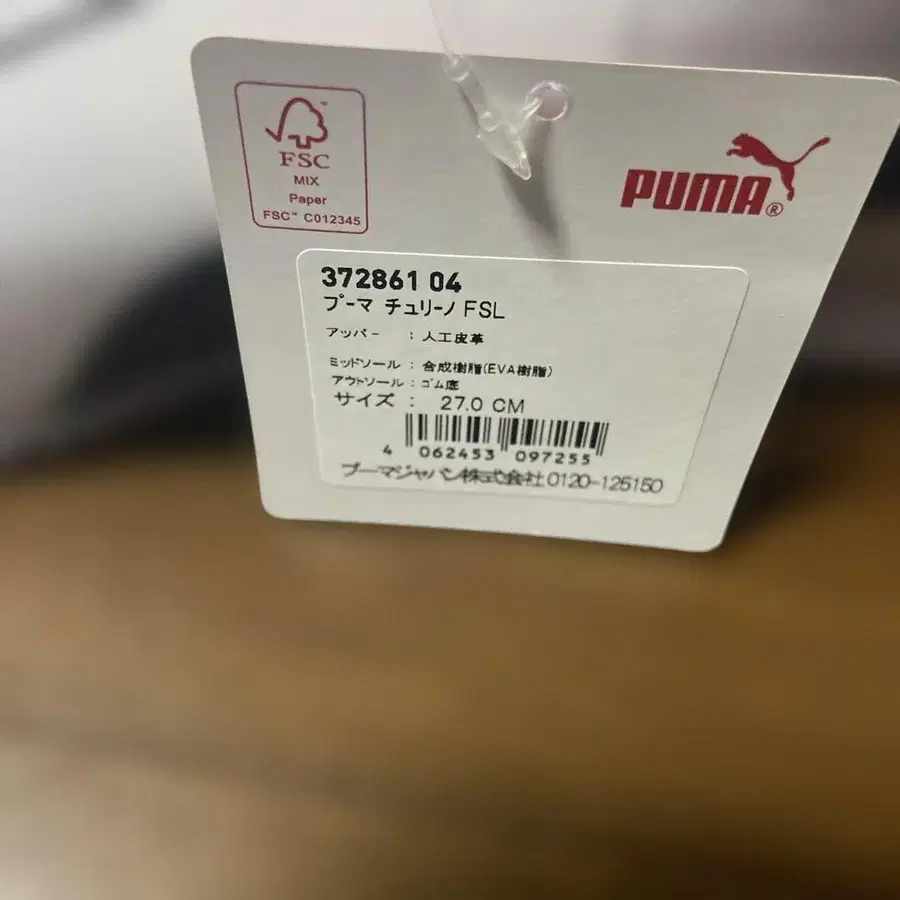 FSC
MIX
Paper
FSC™ C012345
PUMA®
372861 04
プーマ チュリーノ FSL
アッパー : 人工皮革
ミッドソール : 合成樹脂(EVA樹脂)
アウトソール : ゴム底
サイズ : 27.0 CM
4 062453 097255
プーマジャパン株式会社 0120-125150